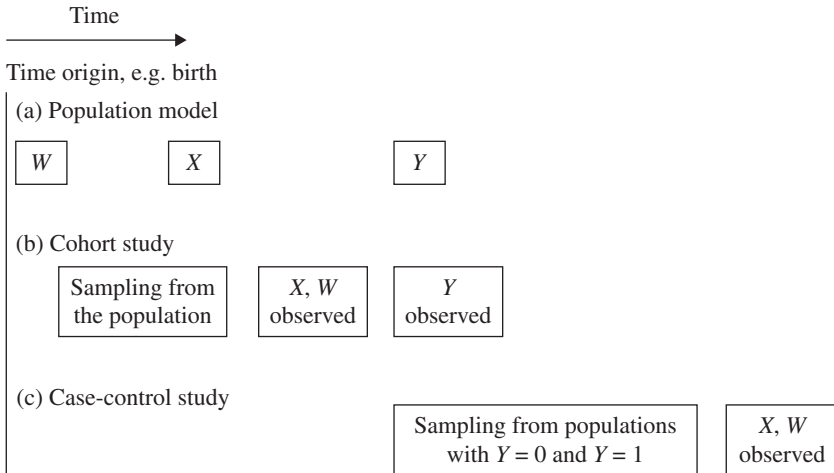 Time
Time origin, e.g. birth
(a) Population model
W
X
Y
(b) Cohort study
Sampling from
the population
X, W
observed
Y
observed
(c) Case-control study
Sampling from populations
with Y = 0 and Y = 1
X, W
observed